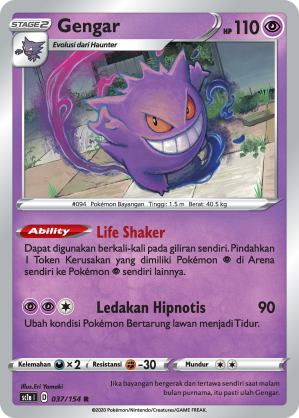 STAGE2 Gengar HP 110
Evolusi dari Haunter
#094 Pokémon Bayangan Tinggi: 1.5 m Berat: 40.5 kg
Ability Life Shaker
Dapat digunakan berkali-kali pada giliran sendiri. Pindahkan
1 Token Kerusakan yang dimiliki Pokémon di Arena
sendiri ke Pokémon sendiri lainnya.
Ledakan Hipnotis 90
Ubah kondisi Pokémon Bertarung lawan menjadi Tidur.
Kelemahan ×2 Resistansi -30 Mundur
Illus. Eri Yamaki
sc1a I D 037/154 R
Jika bayangan bergerak dan tertawa sendiri saat malam
bulan purnama, itu pasti ulah Gengar.
©2020 Pokémon/Nintendo/Creatures/GAME FREAK.